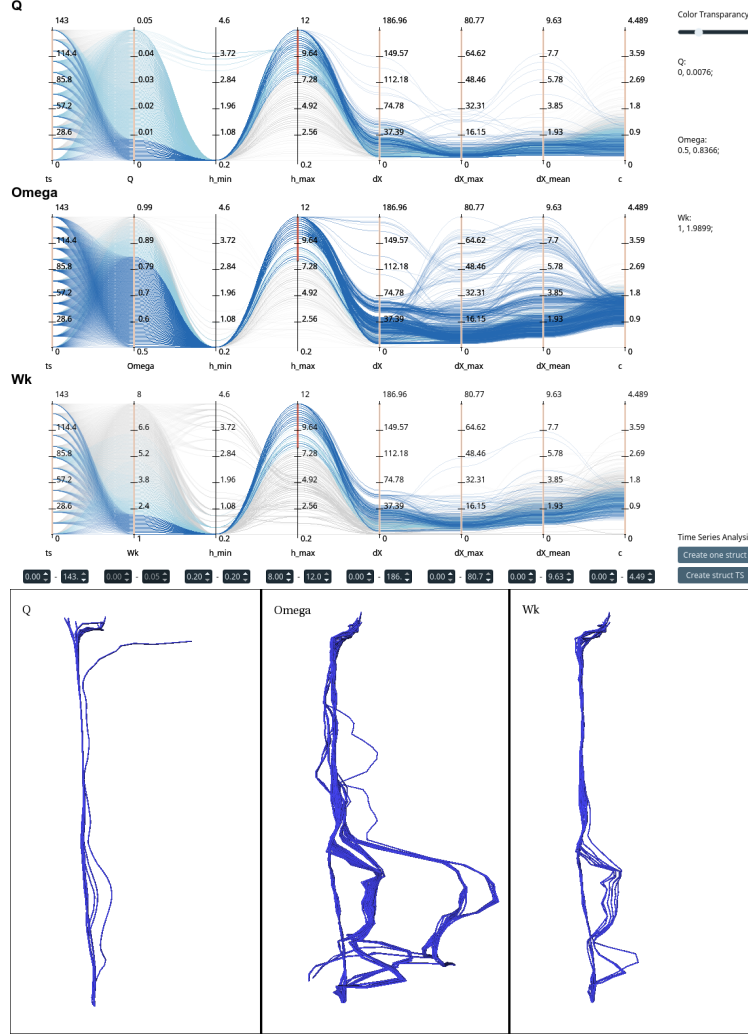 Q
143 0.05 4.6 12 186.96 80.77 9.63 4.489
114.4 0.04 3.72 9.64 149.57 64.62 7.7 3.59
85.8 0.03 2.84 7.28 112.18 48.46 5.78 2.69
57.2 0.02 1.96 4.92 74.78 32.31 3.85 1.8
28.6 0.01 1.08 2.56 37.39 16.15 1.93 0.9
0 0 0.2 0.2 0 0 0 0
ts Q h_min h_max dX dX_max dX_mean c
Color Transparancy
Q:
0, 0.0076;
Omega:
0.5, 0.8366;
Wk:
1, 1.9899;
Omega
143 0.99 4.6 12 186.96 80.77 9.63 4.489
114.4 0.89 3.72 9.64 149.57 64.62 7.7 3.59
85.8 0.79 2.84 7.28 112.18 48.46 5.78 2.69
57.2 0.7 1.96 4.92 74.78 32.31 3.85 1.8
28.6 0.6 1.08 2.56 37.39 16.15 1.93 0.9
0 0.5 0.2 0.2 0 0 0 0
ts Omega h_min h_max dX dX_max dX_mean c
Wk
143 8 4.6 12 186.96 80.77 9.63 4.489
114.4 6.6 3.72 9.64 149.57 64.62 7.7 3.59
85.8 5.2 2.84 7.28 112.18 48.46 5.78 2.69
57.2 3.8 1.96 4.92 74.78 32.31 3.85 1.8
28.6 2.4 1.08 2.56 37.39 16.15 1.93 0.9
0 1 0.2 0.2 0 0 0 0
ts Wk h_min h_max dX dX_max dX_mean c
Time Series Analysi
Create one struct
Create struct TS
0.00 - 143. 0.00 - 0.05 0.20 - 0.20 8.00 - 12.0 0.00 - 186. 0.00 - 80.7 0.00 - 9.63 0.00 - 4.49
Q Omega Wk